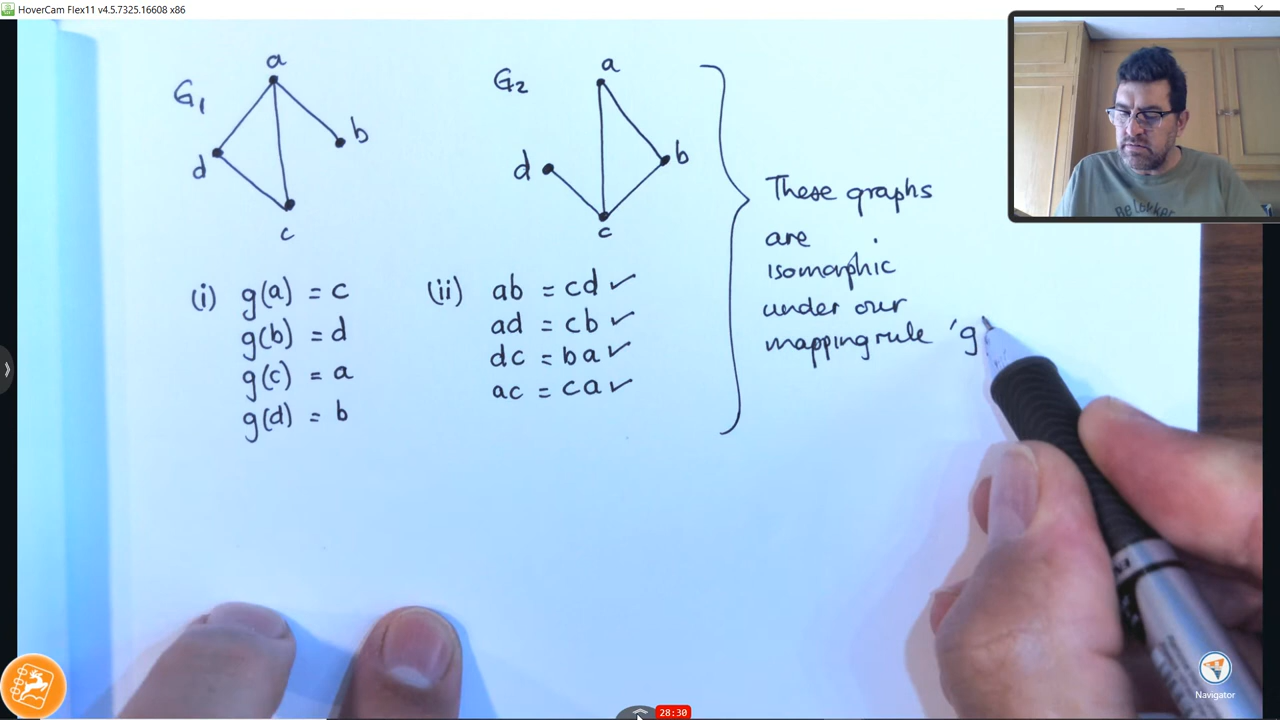 HoverCam Flex11 v4.5.7325.16608 x86
G1
a
b
d
c
G2
a
b
d
c
(i) g(a) = c
g(b) = d
g(c) = a
g(d) = b
(ii) ab = cd ✓
ad = cb ✓
dc = ba ✓
ac = ca ✓
These graphs
are
isomorphic
under our
mapping rule 'g
28:30
Navigator